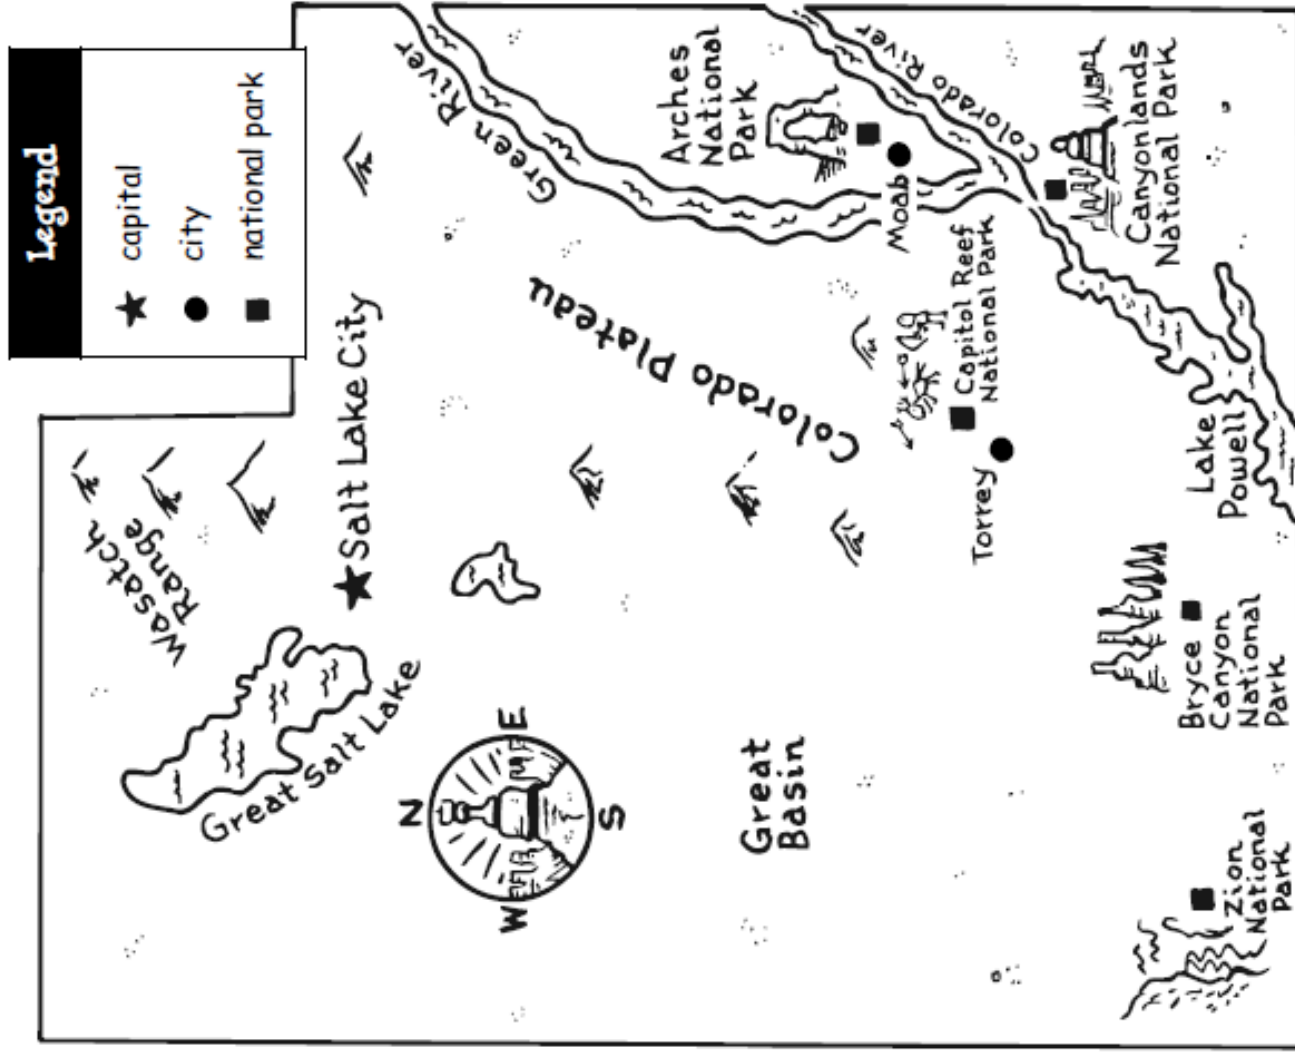 Legend
capital
city
national park
Wasatch
Range
Great Salt Lake
Salt Lake City
Green River
N
W
E
S
Colorado Plateau
Great
Basin
Arches
National
Park
Moab
Colorado River
Canyonlands
National Park
Capitol Reef
National Park
Torrey
Lake
Powell
Bryce
Canyon
National
Park
Zion
National
Park